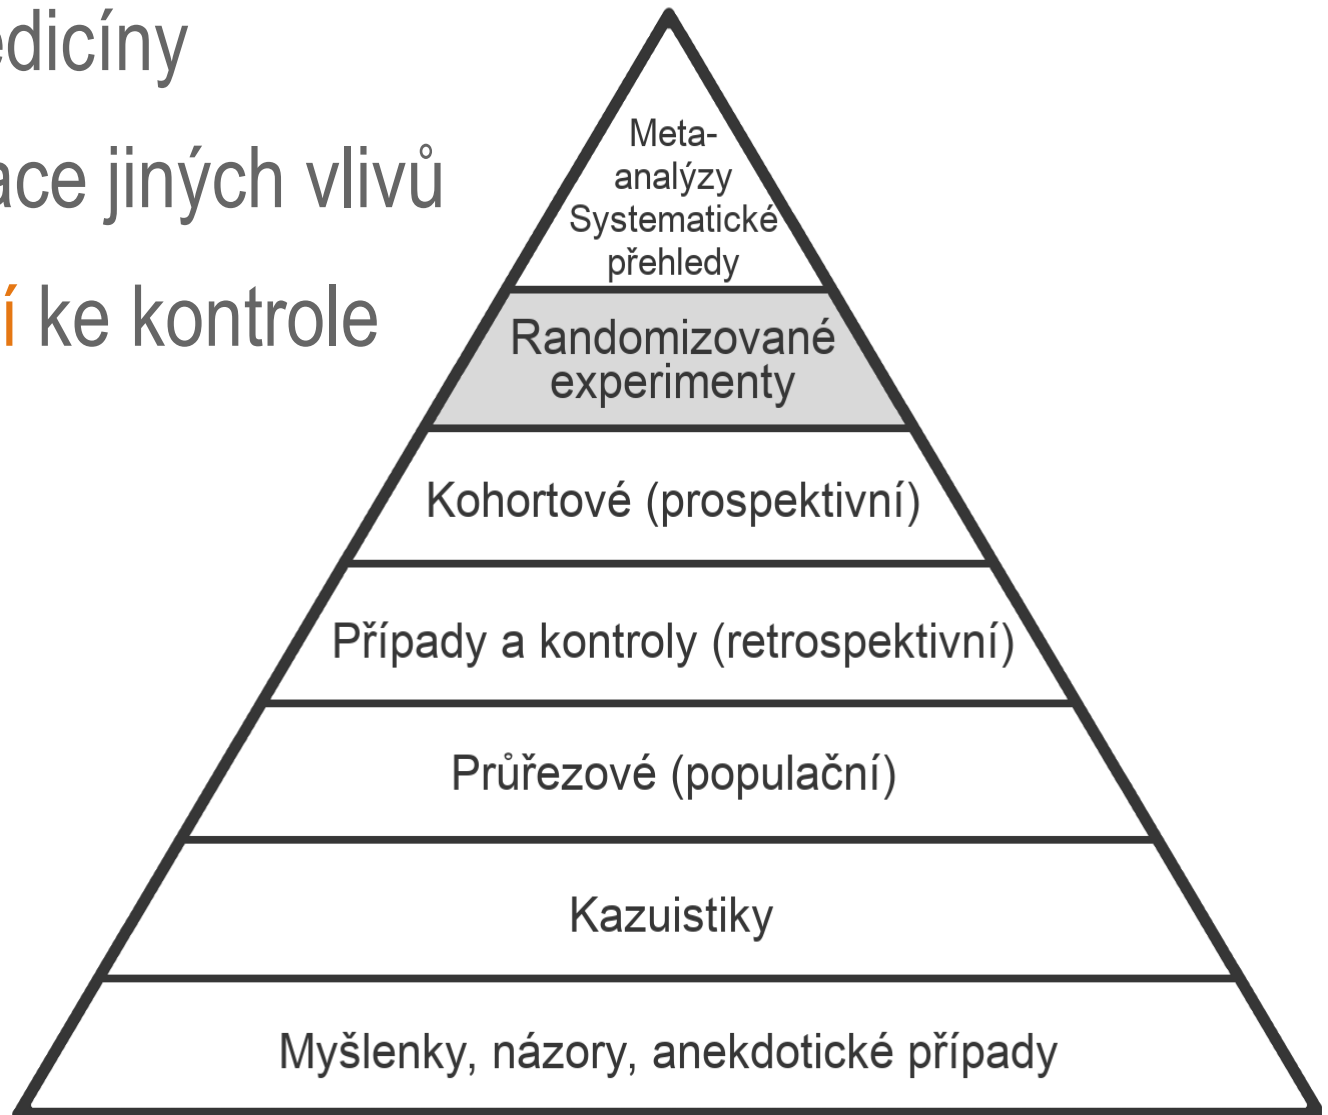 edicíny
ace jiných vlivů
í ke kontrole
Meta-
analýzy
Systematické
přehledy
Randomizované
experimenty
Kohortové (prospektivní)
Případy a kontroly (retrospektivní)
Průřezové (populační)
Kazuistiky
Myšlenky, názory, anekdotické případy